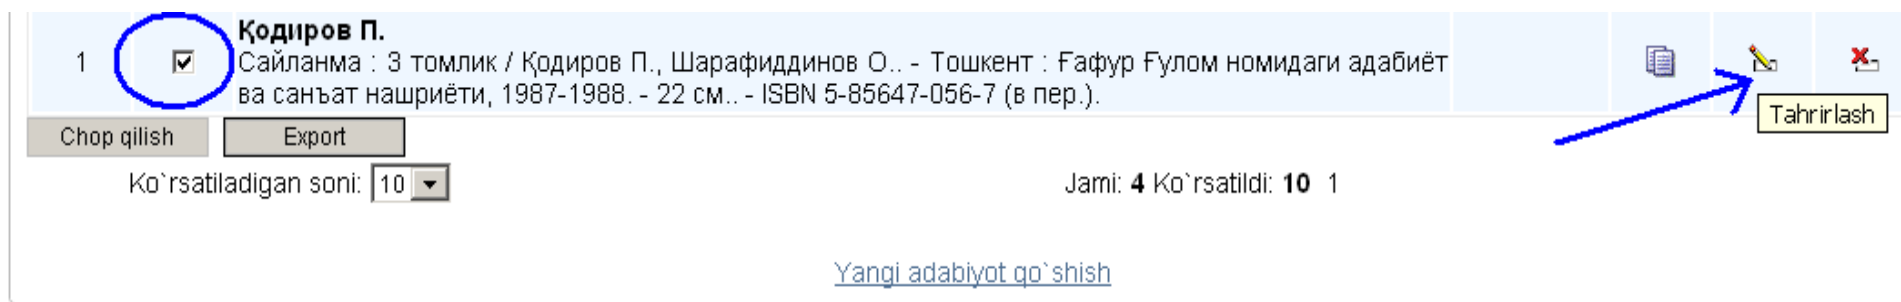 Қодиров П.
1 Сайланма : 3 томлик / Қодиров П., Шарафиддинов О.. - Тошкент : Ғафур Ғулом номидаги адабиёт
ва санъат нашриёти, 1987-1988. - 22 см.. - ISBN 5-85647-056-7 (в пер.).
Tahrirlash
Chop qilish Export
Ko`rsatiladigan soni: 10 Jami: 4 Ko`rsatildi: 10 1
Yangi adabiyot qo`shish